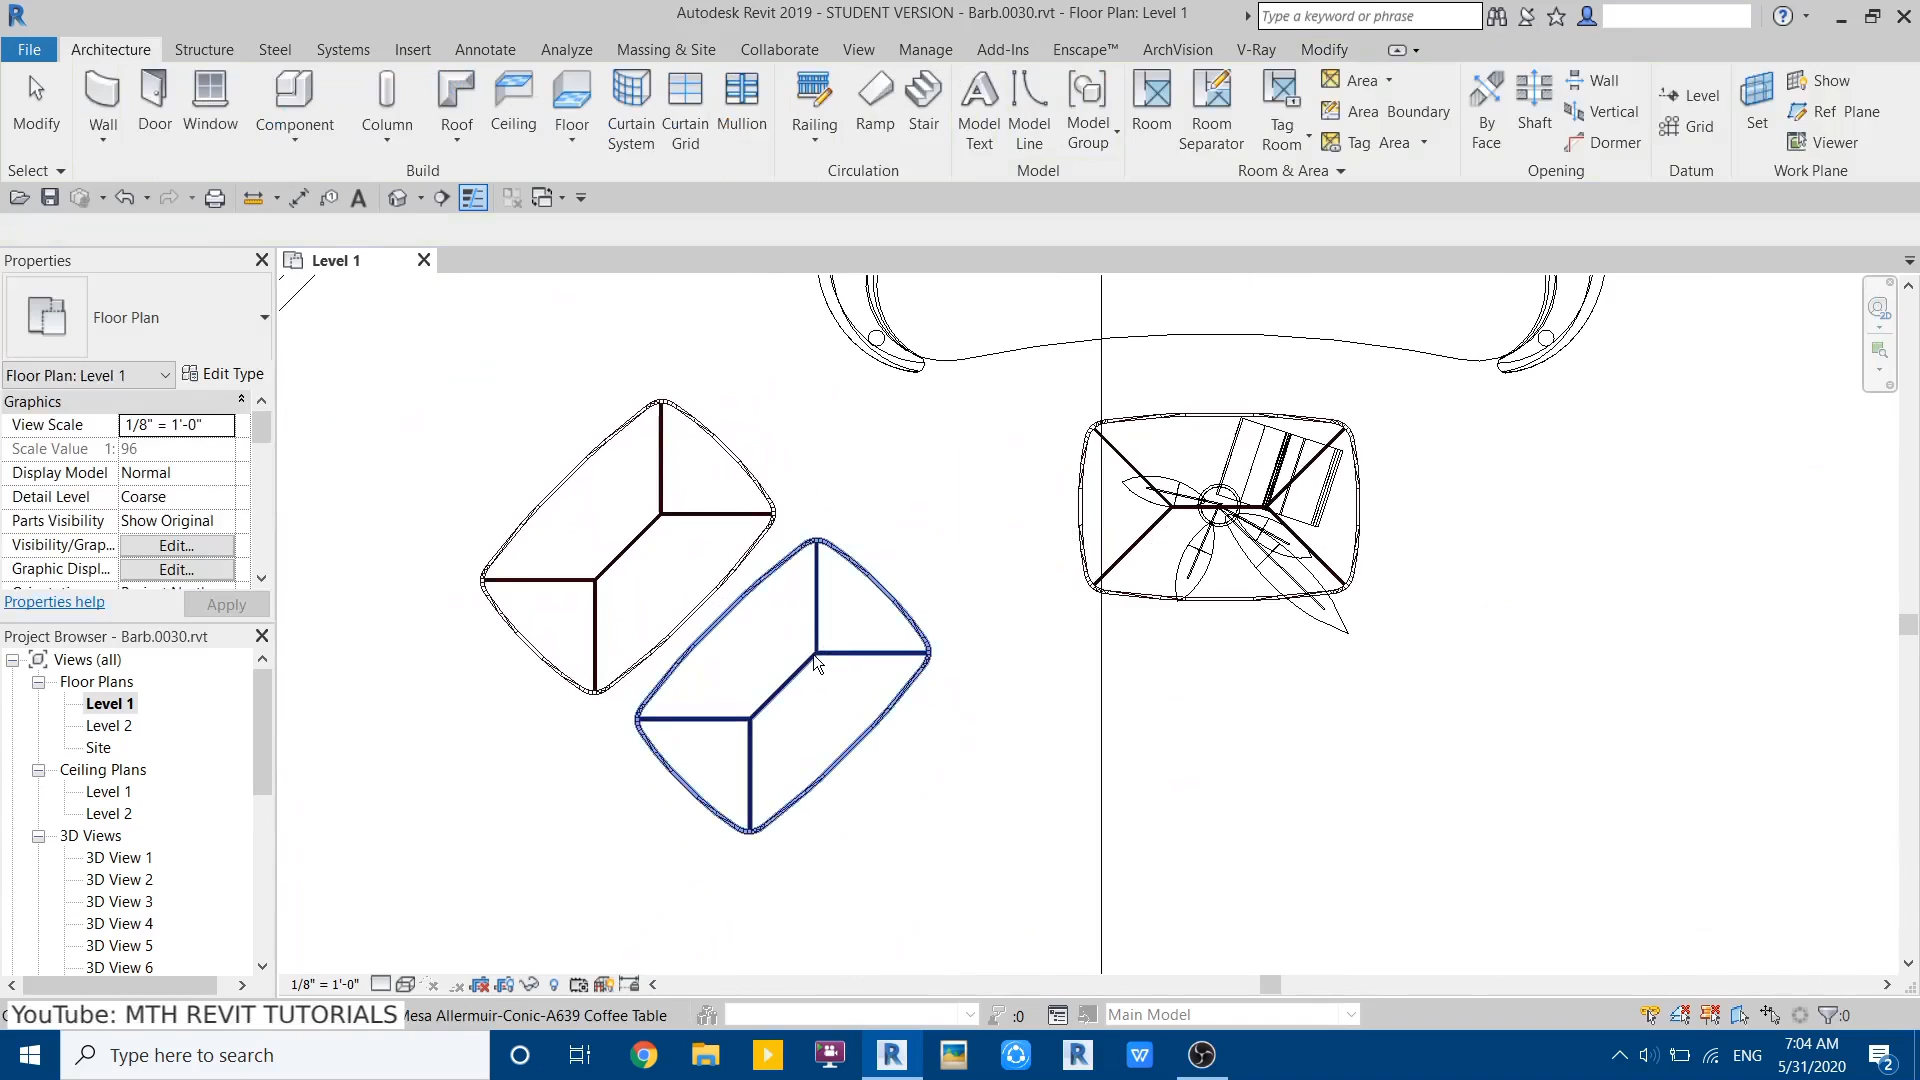 Autodesk Revit 2019 - STUDENT VERSION - Barb.0030.rvt - Floor Plan: Level 1
Type a keyword or phrase
File Architecture Structure Steel Systems Insert Annotate Analyze Massing & Site Collaborate View Manage Add-Ins Enscape™ ArchVision V-Ray Modify
Modify Wall Door Window Component Column Roof Ceiling Floor Curtain System Curtain Grid Mullion Railing Ramp Stair Model Text Model Line Model Group Room Room Separator Tag Room Area Area Boundary Tag Area By Face Shaft Wall Vertical Dormer Level Grid Set Show Ref Plane Viewer
Select Build Circulation Model Room & Area Opening Datum Work Plane
Properties
Level 1
Floor Plan
Floor Plan: Level 1 Edit Type
Graphics
View Scale 1/8" = 1'-0"
Scale Value 1: 96
Display Model Normal
Detail Level Coarse
Parts Visibility Show Original
Visibility/Grap... Edit...
Graphic Displ... Edit...
Properties help Apply
Project Browser - Barb.0030.rvt
Views (all)
Floor Plans
Level 1
Level 2
Site
Ceiling Plans
Level 1
Level 2
3D Views
3D View 1
3D View 2
3D View 3
3D View 4
3D View 5
3D View 6
1/8" = 1'-0"
YouTube: MTH REVIT TUTORIALS
Mesa Allermuir-Conic-A639 Coffee Table :0 Main Model :0
Type here to search
ENG
7:04 AM
5/31/2020
2
2D